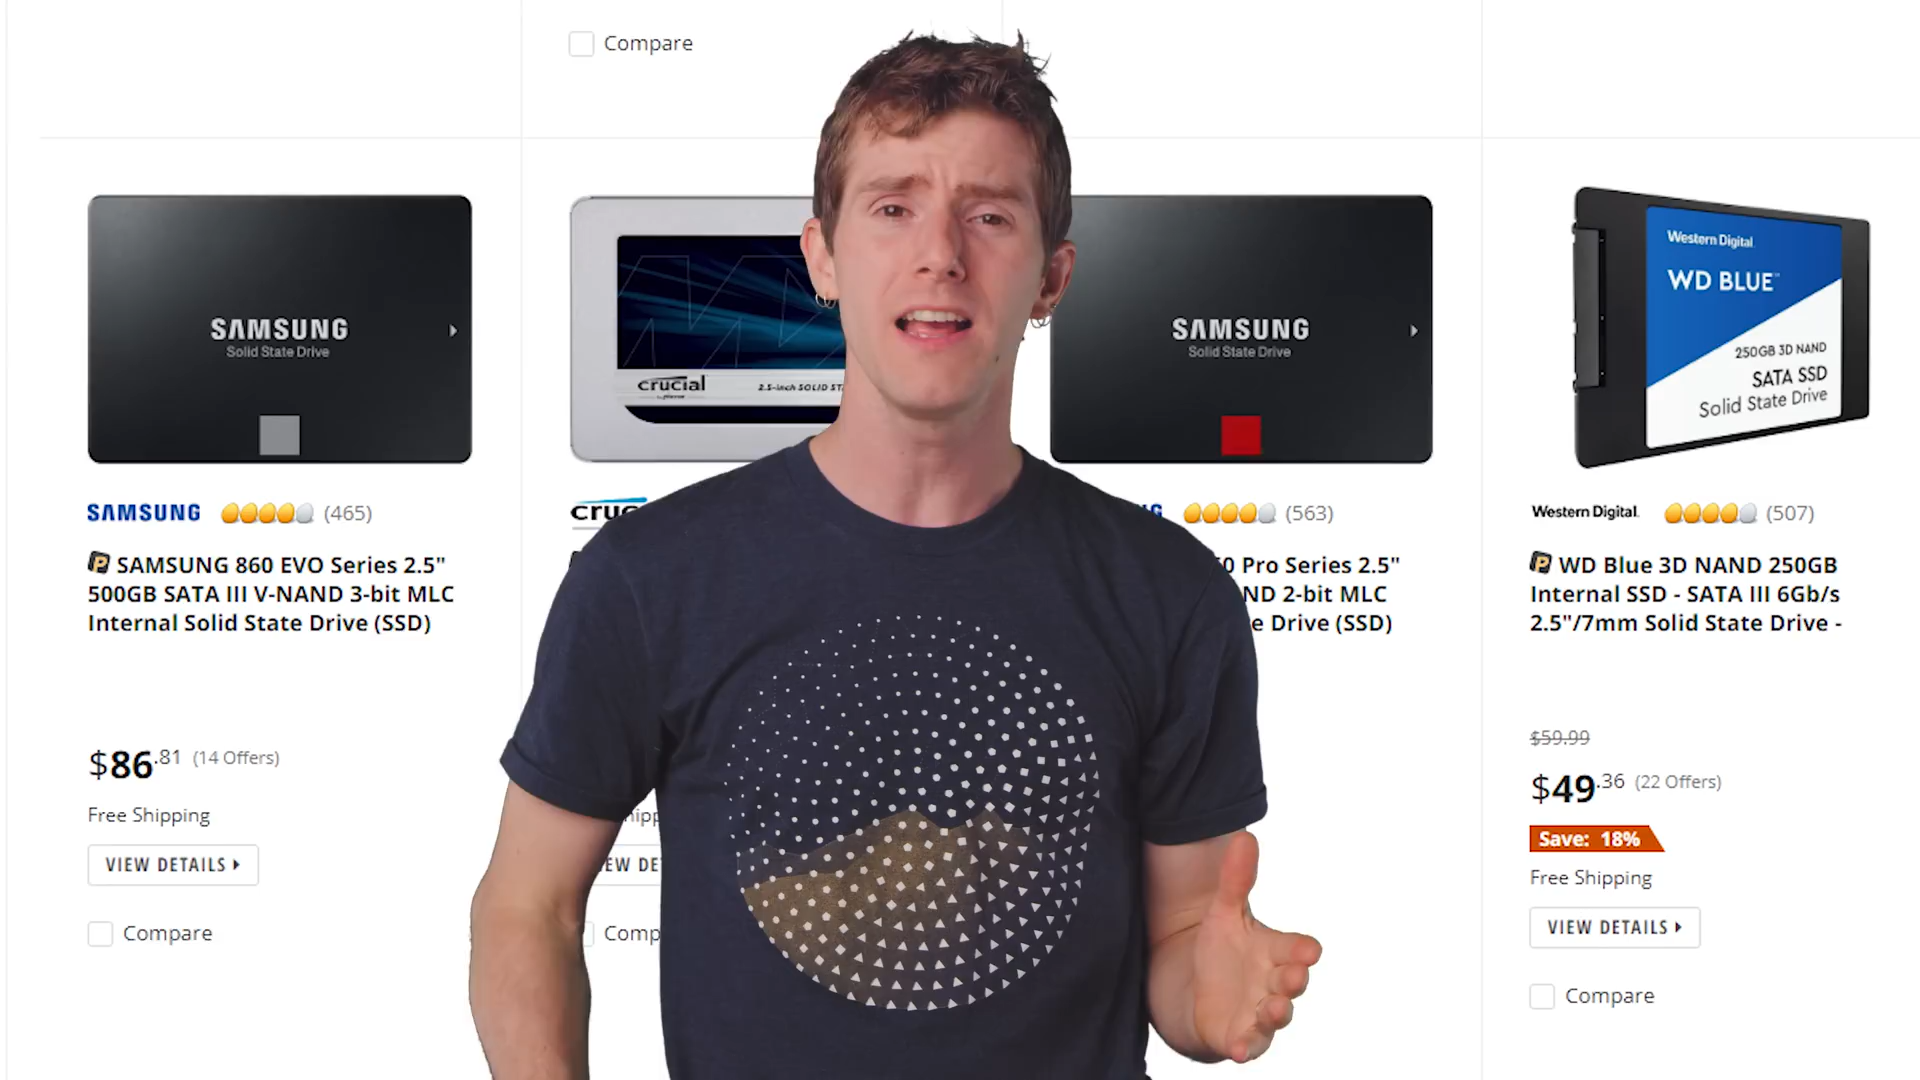 Compare
SAMSUNG
Solid State Drive
crucial
2.5-inch SOLID
SAMSUNG
Solid State Drive
Western Digital
WD BLUE™
250GB 3D NAND
SATA SSD
Solid State Drive
SAMSUNG (465)
(563)
Western Digital. (507)
SAMSUNG 860 EVO Series 2.5"
500GB SATA III V-NAND 3-bit MLC
Internal Solid State Drive (SSD)
0 Pro Series 2.5"
ND 2-bit MLC
e Drive (SSD)
WD Blue 3D NAND 250GB
Internal SSD - SATA III 6Gb/s
2.5"/7mm Solid State Drive -
$86.81 (14 Offers)
Free Shipping
VIEW DETAILS
Compare
$59.99
$49.36 (22 Offers)
Save: 18%
Free Shipping
VIEW DETAILS
Compare